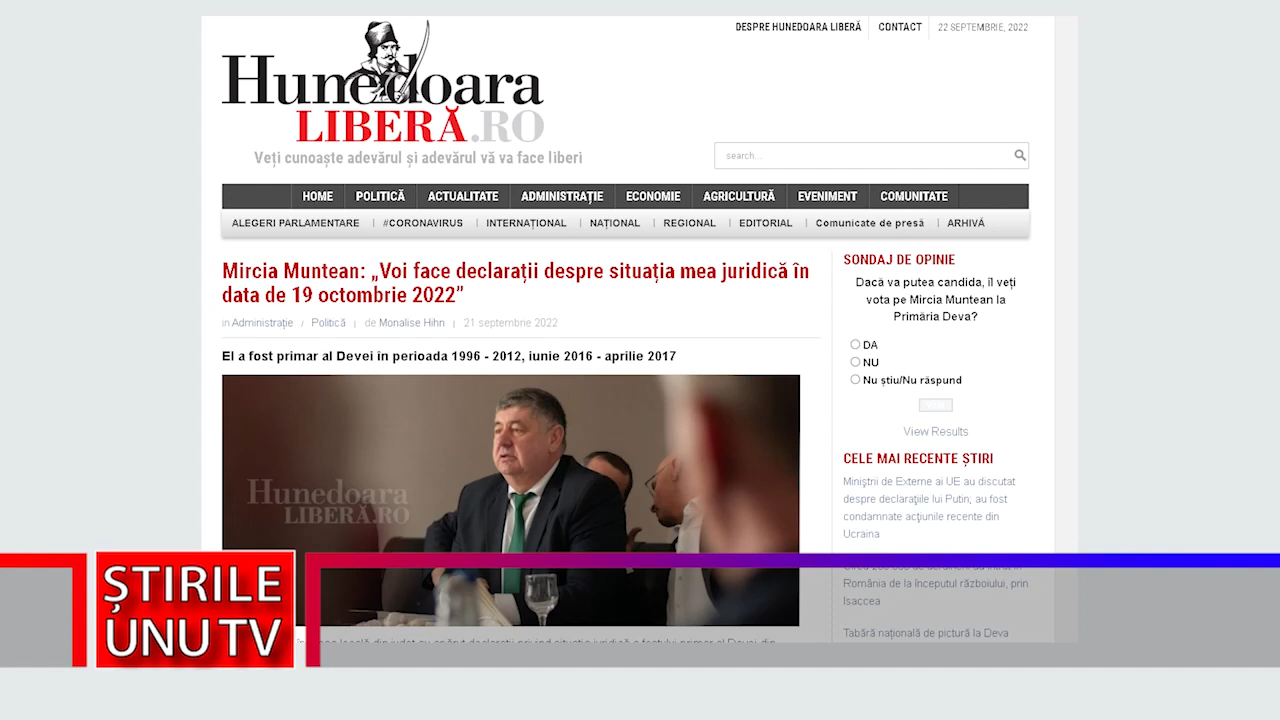 DESPRE HUNEDOARA LIBERĂ
CONTACT
22 SEPTEMBRIE, 2022
Hunedoara
LIBERĂ.RO
Veți cunoaște adevărul și adevărul vă va face liberi
search...
HOME
POLITICĂ
ACTUALITATE
ADMINISTRAȚIE
ECONOMIE
AGRICULTURĂ
EVENIMENT
COMUNITATE
ALEGERI PARLAMENTARE | #CORONAVIRUS | INTERNAȚIONAL | NAȚIONAL | REGIONAL | EDITORIAL | Comunicate de presă | ARHIVĂ
Mircia Muntean: „Voi face declarații despre situația mea juridică în
data de 19 octombrie 2022”
in Administrație / Politică | de Monalise Hihn | 21 septembrie 2022
El a fost primar al Devei în perioada 1996 - 2012, iunie 2016 - aprilie 2017
Hunedoara
LIBERĂ.RO
SONDAJ DE OPINIE
Dacă va putea candida, îl veți
vota pe Mircia Muntean la
Primăria Deva?
DA
NU
Nu știu/Nu răspund
View Results
CELE MAI RECENTE ȘTIRI
Miniștrii de Externe ai UE au discutat
despre declarațiile lui Putin; au fost
condamnate acțiunile recente din
Ucraina
România de la începutul războiului, prin
Isaccea
Tabără națională de pictură la Deva
ȘTIRILE
UNU TV